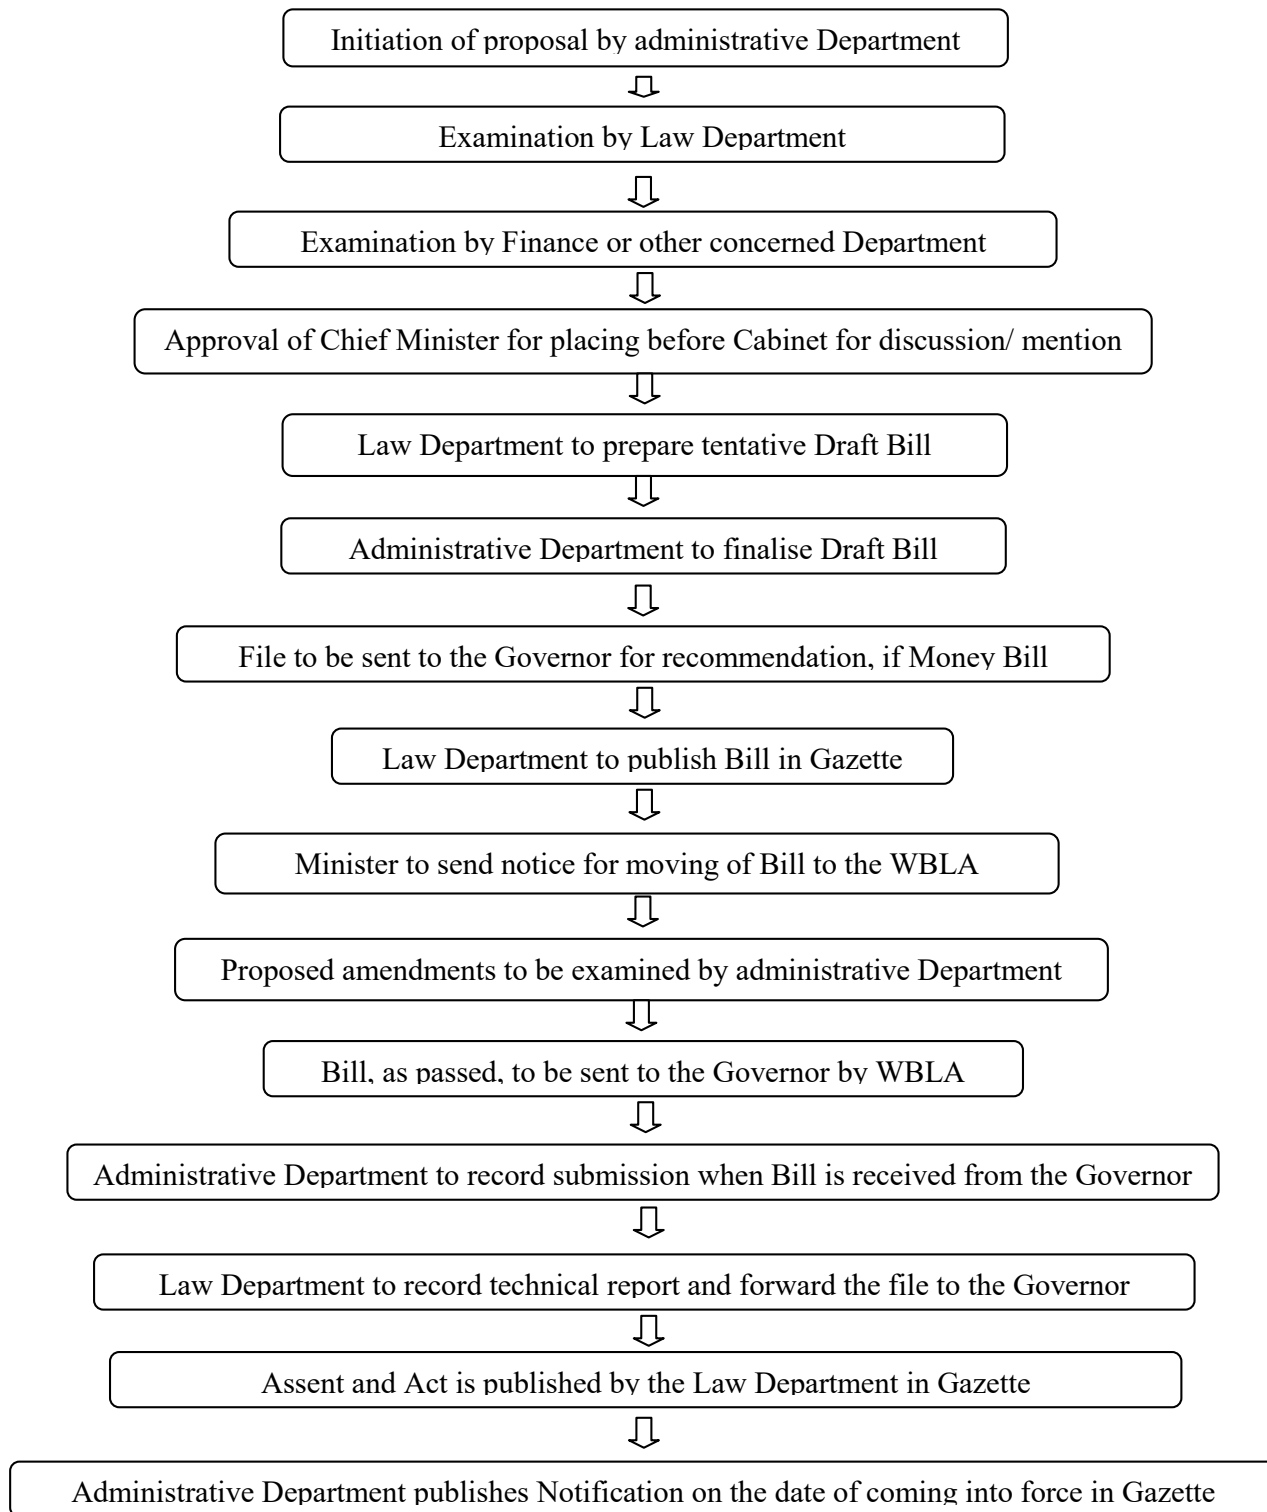 Initiation of proposal by administrative Department
Examination by Law Department
Examination by Finance or other concerned Department
Approval of Chief Minister for placing before Cabinet for discussion/ mention
Law Department to prepare tentative Draft Bill
Administrative Department to finalise Draft Bill
File to be sent to the Governor for recommendation, if Money Bill
Law Department to publish Bill in Gazette
Minister to send notice for moving of Bill to the WBLA
Proposed amendments to be examined by administrative Department
Bill, as passed, to be sent to the Governor by WBLA
Administrative Department to record submission when Bill is received from the Governor
Law Department to record technical report and forward the file to the Governor
Assent and Act is published by the Law Department in Gazette
Administrative Department publishes Notification on the date of coming into force in Gazette